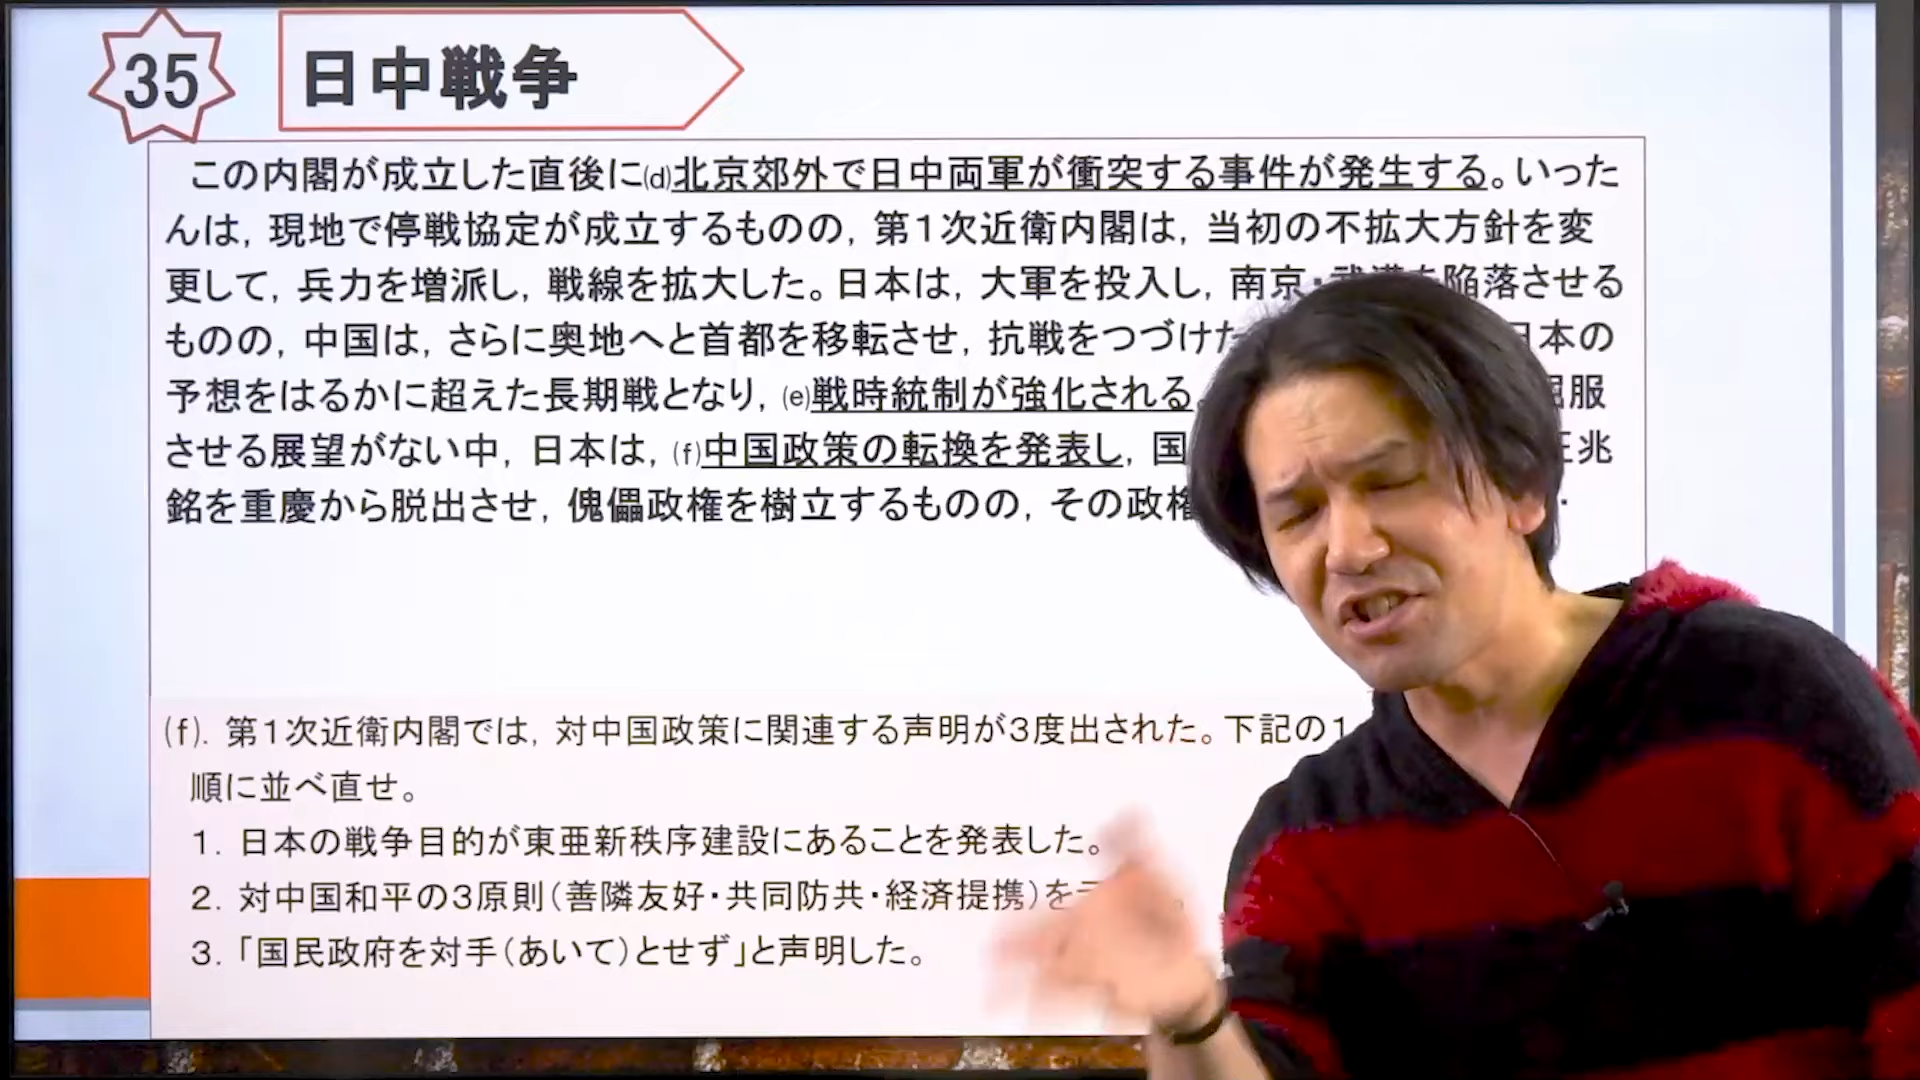 35
日中戦争
この内閣が成立した直後に(d)北京郊外で日中両軍が衝突する事件が発生する。いった
んは，現地で停戦協定が成立するものの，第１次近衛内閣は，当初の不拡大方針を変
更して，兵力を増派し，戦線を拡大した。日本は，大軍を投入し，南京・武漢を陥落させる
ものの，中国は，さらに奥地へと首都を移転させ，抗戦をつづけた 日本の
予想をはるかに超えた長期戦となり，(e)戦時統制が強化される。 屈服
させる展望がない中，日本は，(f)中国政策の転換を発表し，国 兆
銘を重慶から脱出させ，傀儡政権を樹立するものの，その政権
(f)．第１次近衛内閣では，対中国政策に関連する声明が３度出された。下記の１
順に並べ直せ。
１．日本の戦争目的が東亜新秩序建設にあることを発表した。
２．対中国和平の３原則（善隣友好・共同防共・経済提携）を
３．「国民政府を対手（あいて）とせず」と声明した。